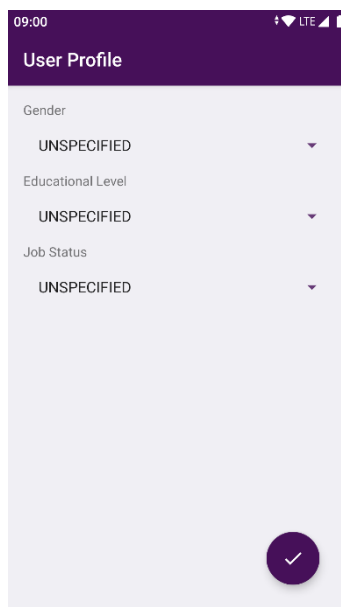 09:00 LTE
User Profile
Gender
UNSPECIFIED
Educational Level
UNSPECIFIED
Job Status
UNSPECIFIED